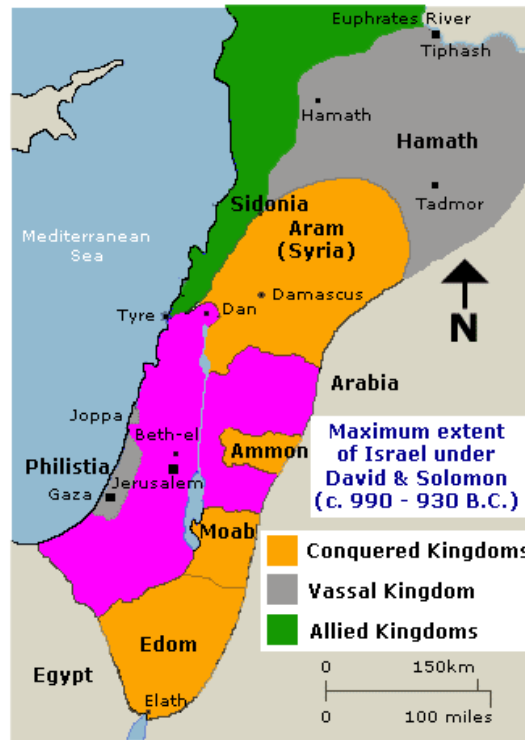 Euphrates River
Tiphash
Hamath
Hamath
Tadmor
Sidonia
Aram
(Syria)
Mediterranean
Sea
Damascus
Tyre
Dan
N
Arabia
Joppa
Beth-el
Ammon
Philistia
Jerusalem
Gaza
Maximum extent
of Israel under
David & Solomon
(c. 990 - 930 B.C.)
Moab
Conquered Kingdoms
Vassal Kingdom
Allied Kingdoms
Edom
Egypt
Elath
0 150km
0 100 miles